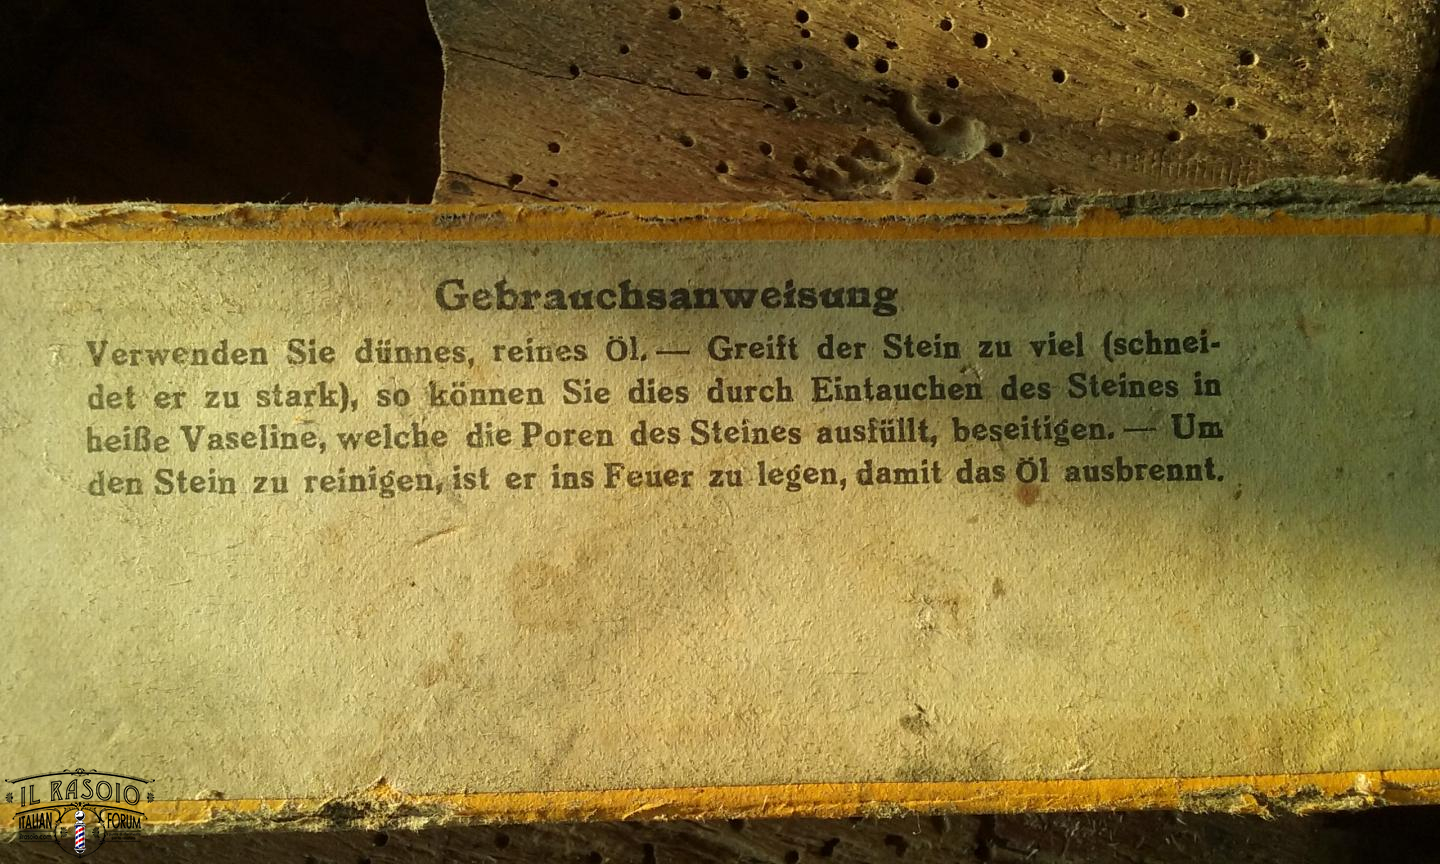 Gebrauchsanweisung
Verwenden Sie dünnes, reines Öl. — Greift der Stein zu viel (schnei-
det er zu stark), so können Sie dies durch Eintauchen des Steines in
heiße Vaseline, welche die Poren des Steines ausfüllt, beseitigen. — Um
den Stein zu reinigen, ist er ins Feuer zu legen, damit das Öl ausbrennt.
IL RASOIO
ITALIAN FORUM